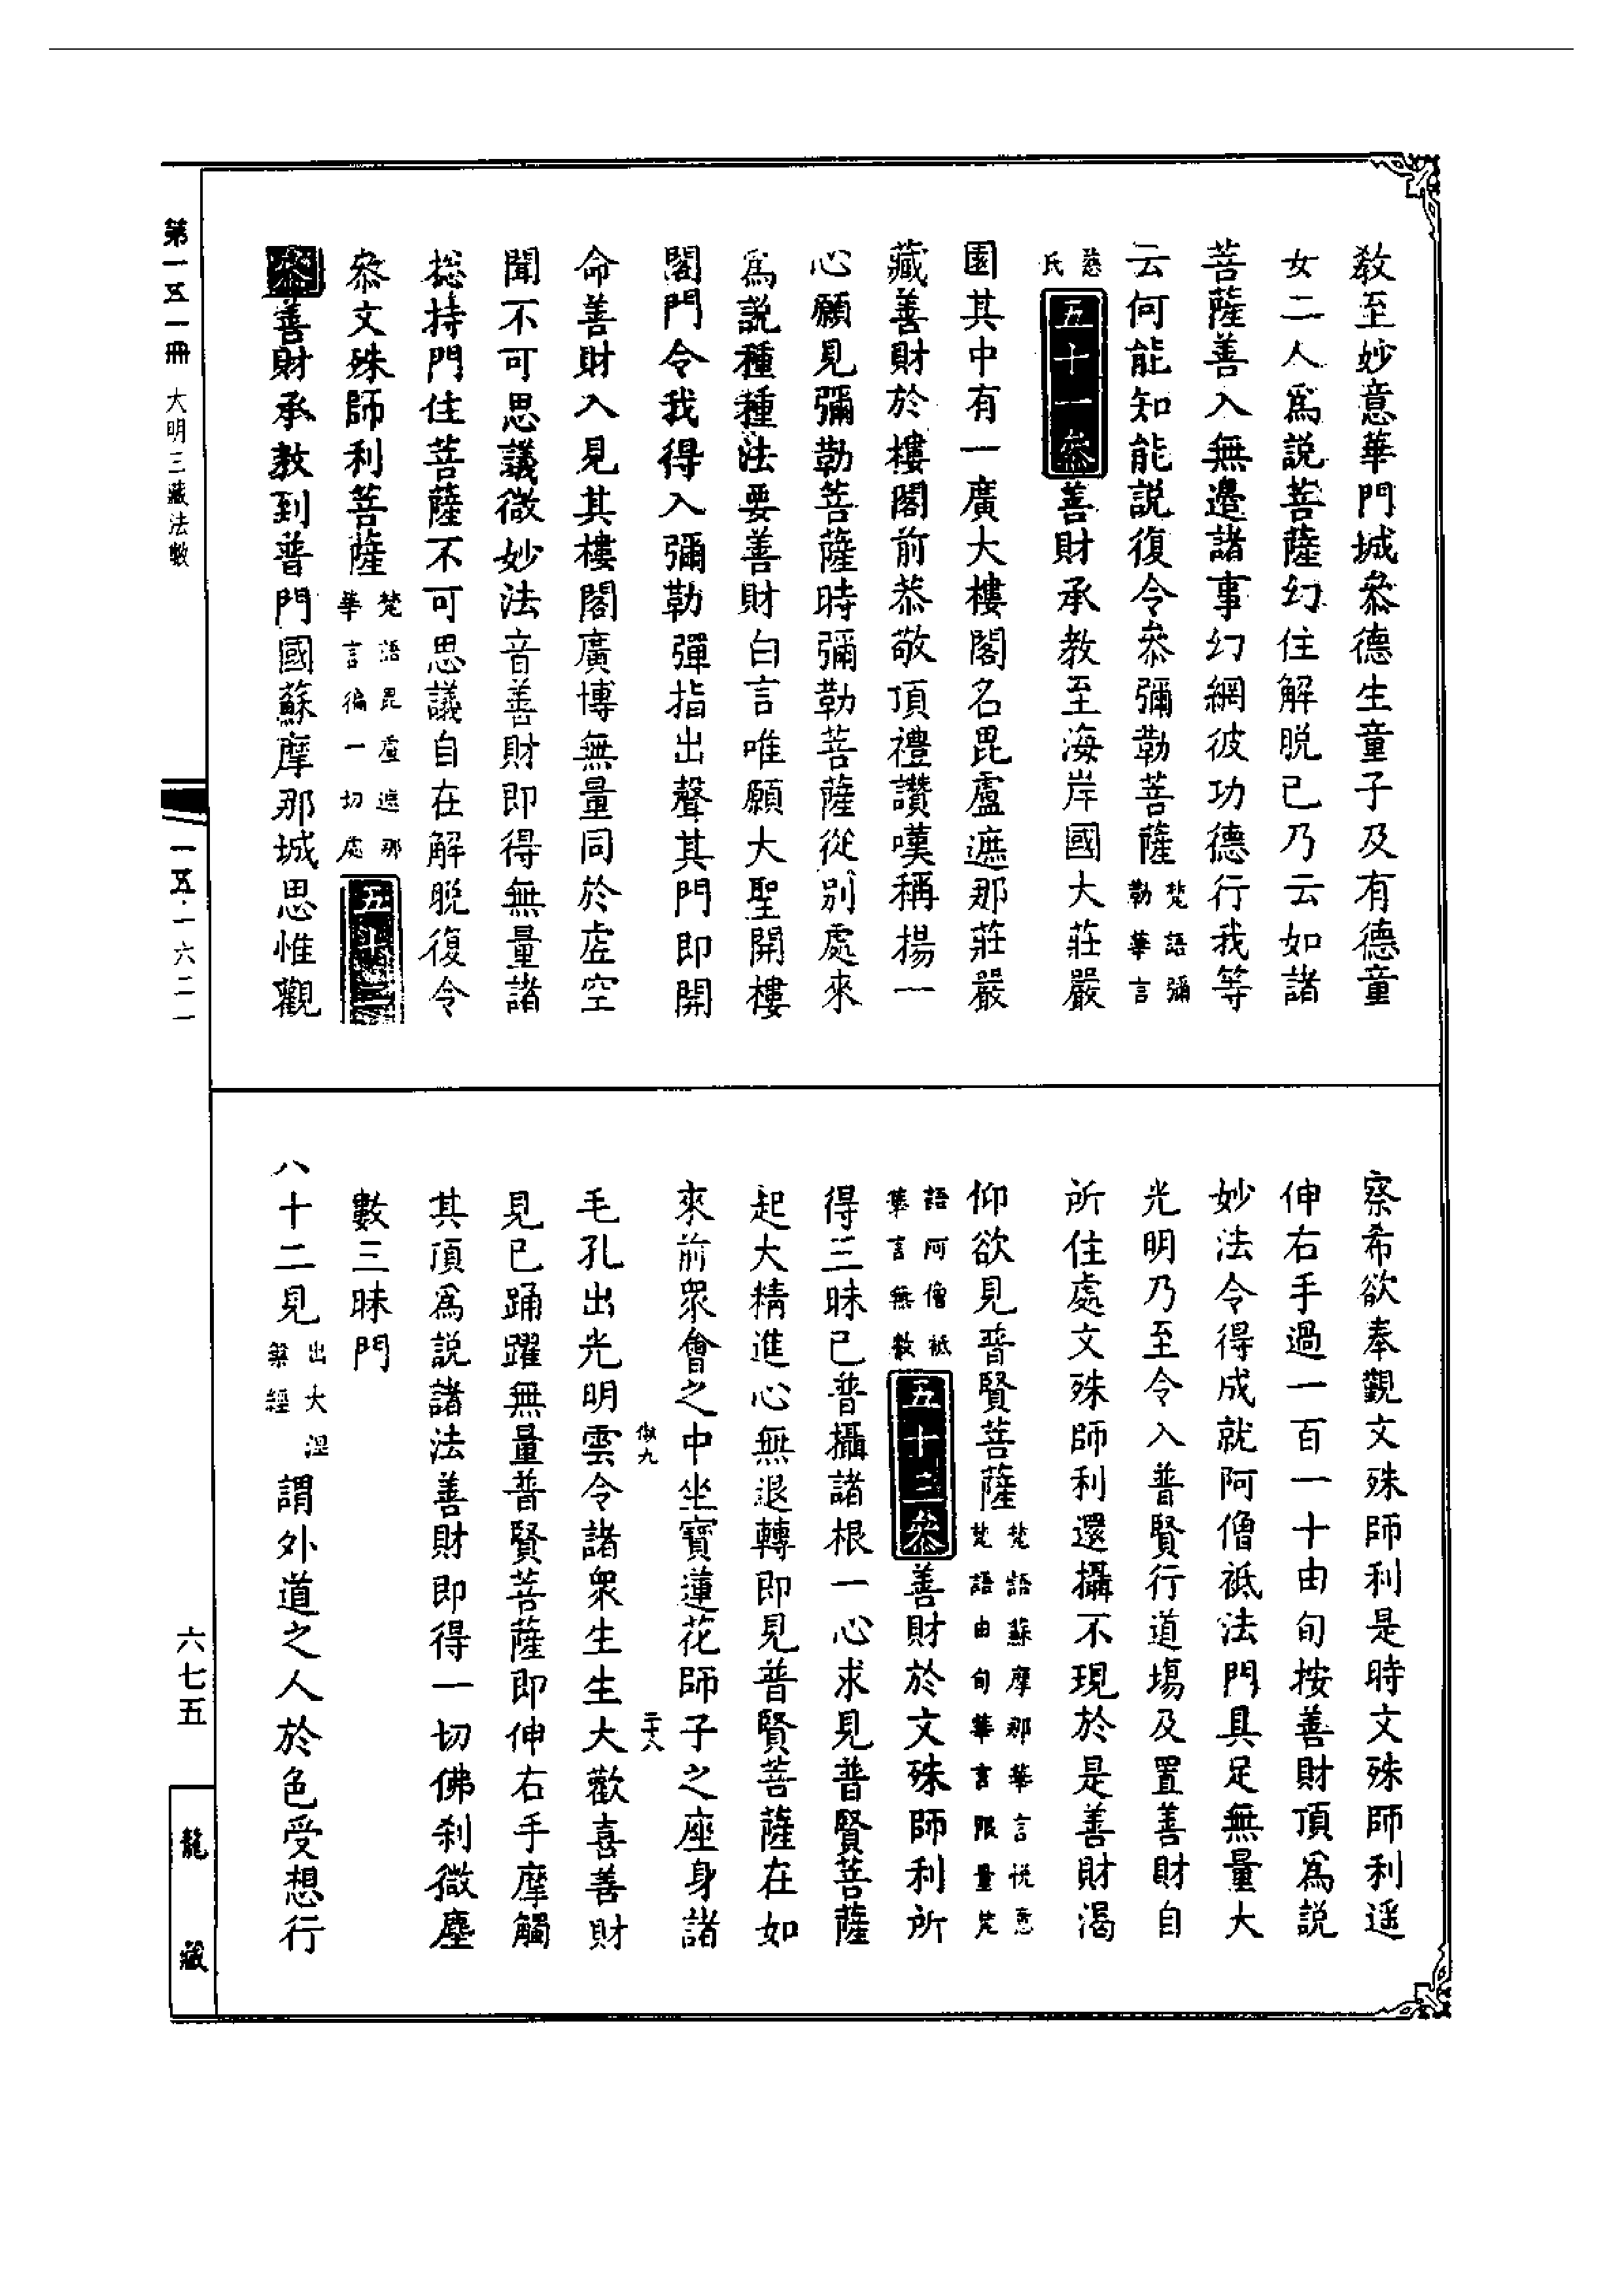 教至妙意華門城叅德生童子及有德童
女二人爲說菩薩幻住解脫已乃云如諸
菩薩善入無邊諸事幻網彼功德行我等
云何能知能說復令叅彌勒菩薩梵語彌勒華言
慈氏五十一叅善財承教至海岸國大莊嚴
園其中有一廣大樓閣名毘盧遮那莊嚴
藏善財於樓閣前恭敬頂禮讚嘆稱揚一
心願見彌勒菩薩時彌勒菩薩從別處來
爲說種種法要善財白言唯願大聖開樓
閣門令我得入彌勒彈指出聲其門即開
命善財入見其樓閣廣博無量同於虛空
聞不可思議微妙法音善財即得無量諸
総持門住菩薩不可思議自在解脫復令
叅文殊師利菩薩梵語毘盧遮那華言徧一切處五十二
叅善財承教到普門國蘇摩那城思惟觀
察希欲奉觀文殊師利是時文殊師利遥
伸右手過一百一十由旬按善財頂爲說
妙法令得成就阿僧祇法門具足無量大
光明乃至令入普賢行道場及置善財自
所住處文殊師利還攝不現於是善財渴
仰欲見普賢菩薩梵語蘇摩那華言悅意梵語由旬華言限量梵
語阿僧祇華言無數五十三叅善財於文殊師利所
得三昧已普攝諸根一心求見普賢菩薩
起大精進心無退轉即見普賢菩薩在如
來前眾會之中坐寶蓮花師子之座身諸
毛孔出光明雲令諸眾生生大歡喜善財
見已踊躍無量普賢菩薩即伸右手摩觸
其頂爲說諸法善財即得一切佛刹微塵
數三昧門
八十二見出大涅槃經謂外道之人於色受想行
第一五一冊 大明三藏法數
一五·一六二一
六七五
龍藏